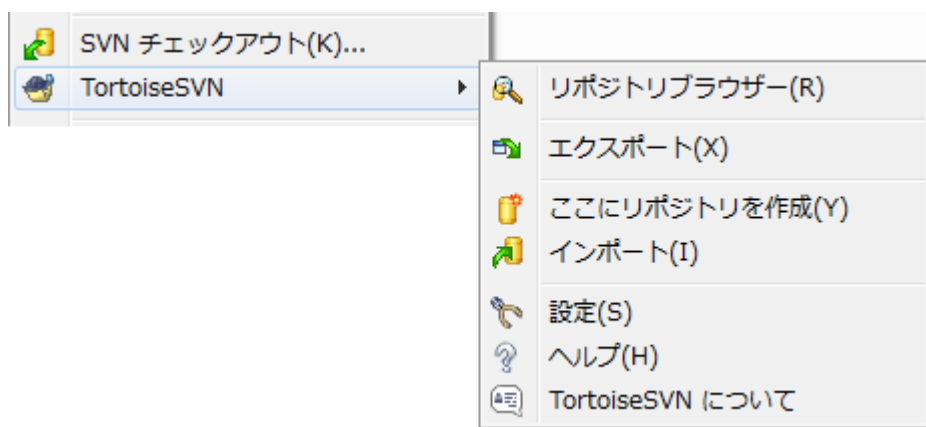 SVN チェックアウト(K)...
TortoiseSVN
リポジトリブラウザー(R)
エクスポート(X)
ここにリポジトリを作成(Y)
インポート(I)
設定(S)
ヘルプ(H)
TortoiseSVN について